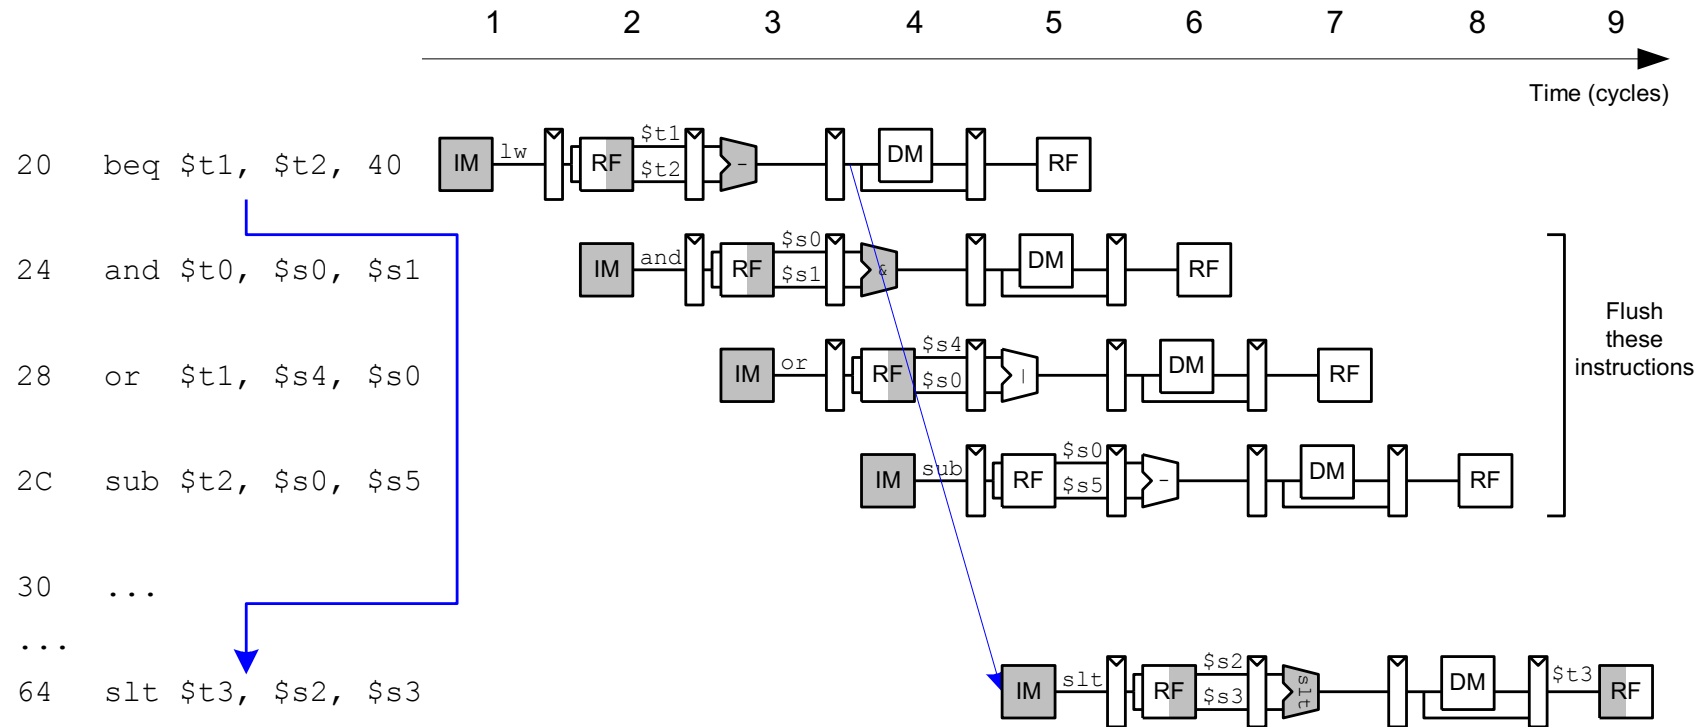 1 2 3 4 5 6 7 8 9
Time (cycles)
20 beq $t1, $t2, 40 IM lw RF $t1 $t2 - DM RF
24 and $t0, $s0, $s1 IM and RF $s0 $s1 & DM RF
28 or $t1, $s4, $s0 IM or RF $s4 $s0 | DM RF
2C sub $t2, $s0, $s5 IM sub RF $s0 $s5 - DM RF
Flush
these
instructions
30 ...
...
64 slt $t3, $s2, $s3 IM slt RF $s2 $s3 slt DM $t3 RF